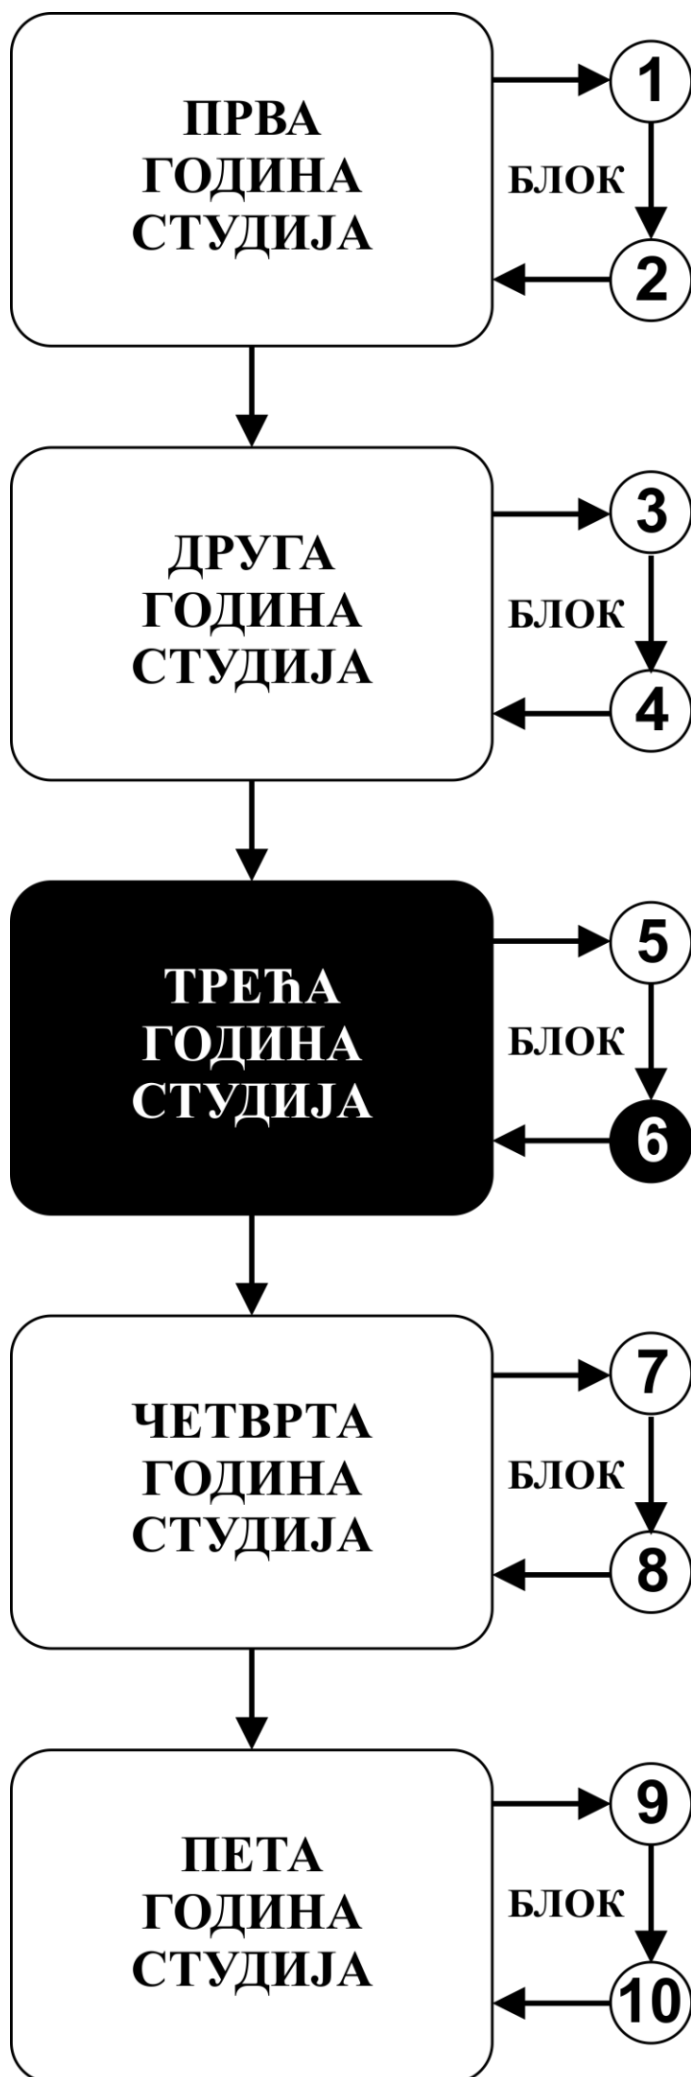 ПРВА
ГОДИНА
СТУДИЈА
1
БЛОК
2
ДРУГА
ГОДИНА
СТУДИЈА
3
БЛОК
4
ТРЕЋА
ГОДИНА
СТУДИЈА
5
БЛОК
6
ЧЕТВРТА
ГОДИНА
СТУДИЈА
7
БЛОК
8
ПЕТА
ГОДИНА
СТУДИЈА
9
БЛОК
10